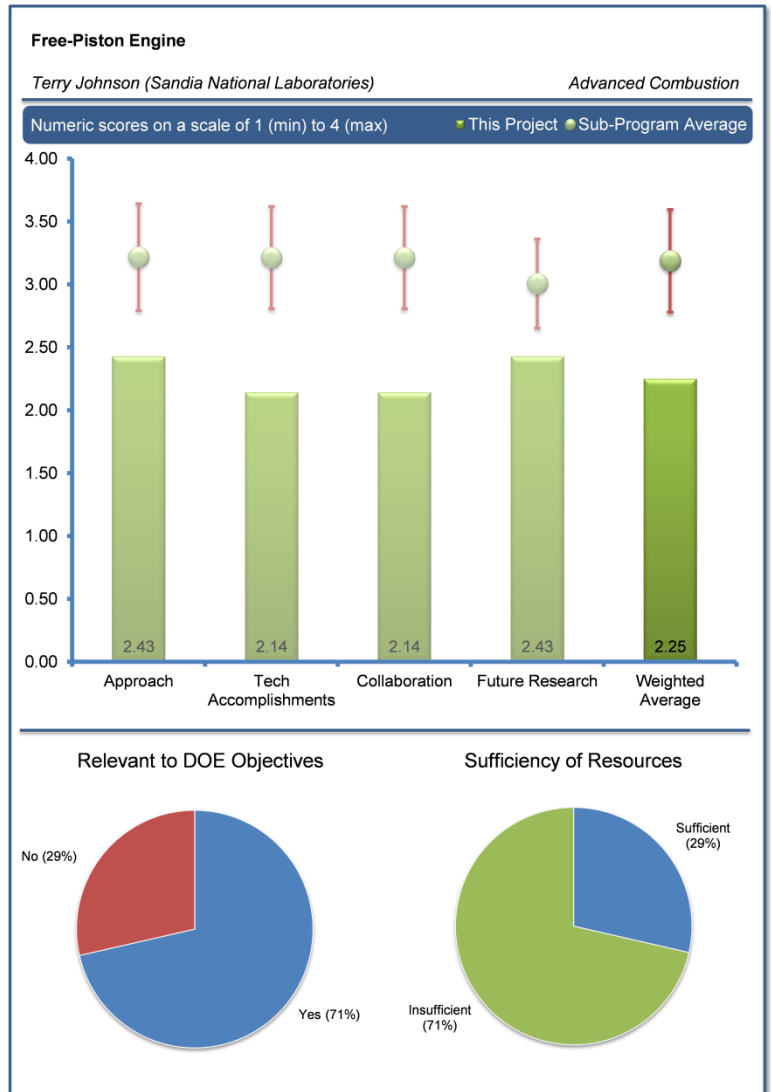 Free-Piston Engine
Terry Johnson (Sandia National Laboratories) Advanced Combustion
Numeric scores on a scale of 1 (min) to 4 (max) This Project Sub-Program Average
4.00
3.50
3.00
2.50
2.00
1.50
1.00
0.50
0.00
2.43 2.14 2.14 2.43 2.25
Approach Tech Accomplishments Collaboration Future Research Weighted Average
Relevant to DOE Objectives
No (29%)
Yes (71%)
Sufficiency of Resources
Sufficient
(29%)
Insufficient
(71%)